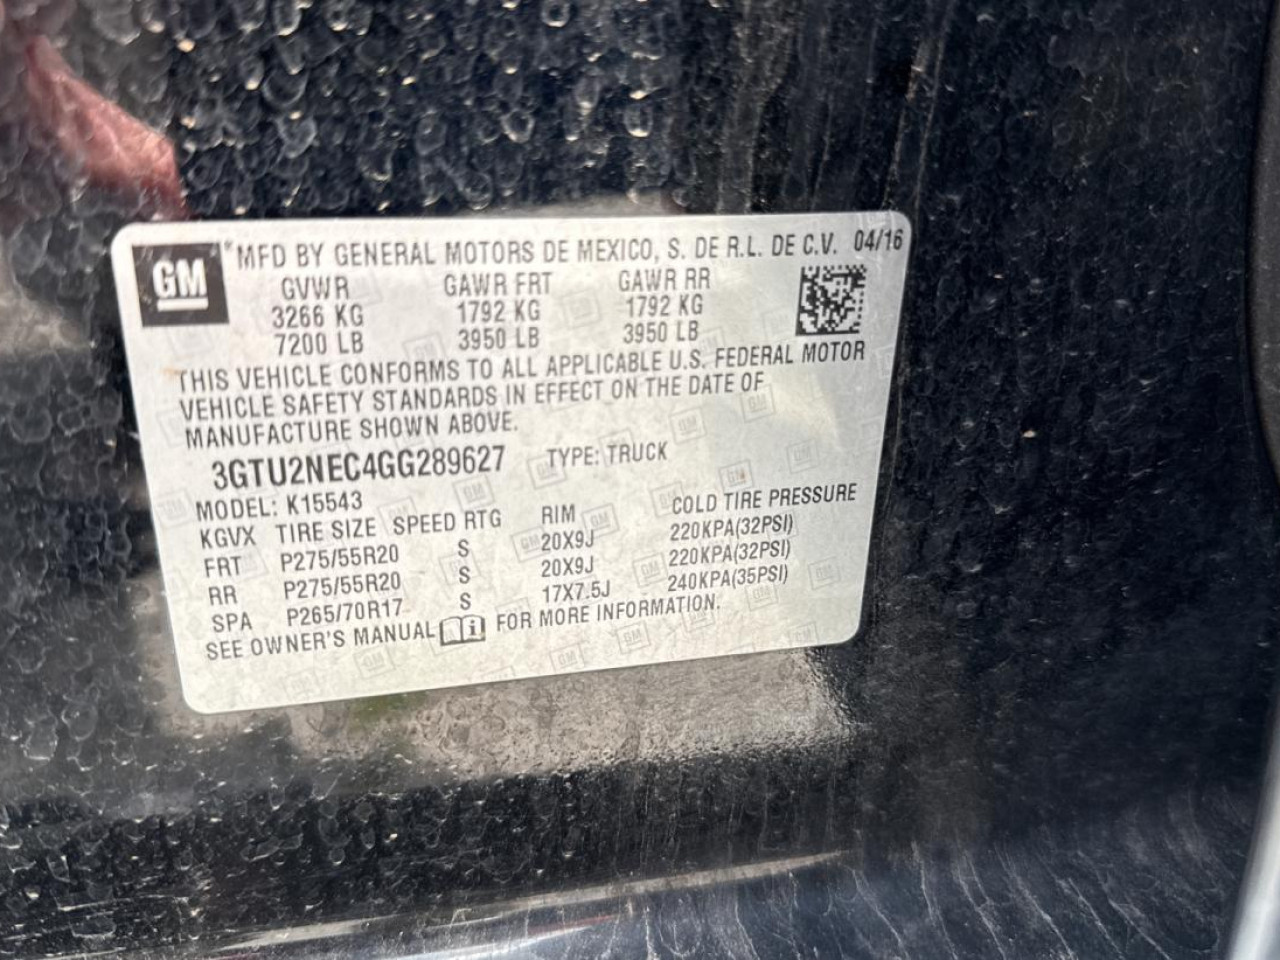 GM
MFD BY GENERAL MOTORS DE MEXICO, S. DE R.L. DE C.V. 04/16
GVWR GAWR FRT GAWR RR
3266 KG 1792 KG 1792 KG
7200 LB 3950 LB 3950 LB
THIS VEHICLE CONFORMS TO ALL APPLICABLE U.S. FEDERAL MOTOR
VEHICLE SAFETY STANDARDS IN EFFECT ON THE DATE OF
MANUFACTURE SHOWN ABOVE.
3GTU2NEC4GG289627 TYPE: TRUCK
MODEL: K15543
KGVX TIRE SIZE SPEED RTG RIM COLD TIRE PRESSURE
FRT P275/55R20 S 20X9J 220KPA(32PSI)
RR P275/55R20 S 20X9J 220KPA(32PSI)
SPA P265/70R17 S 17X7.5J 240KPA(35PSI)
SEE OWNER'S MANUAL FOR MORE INFORMATION.